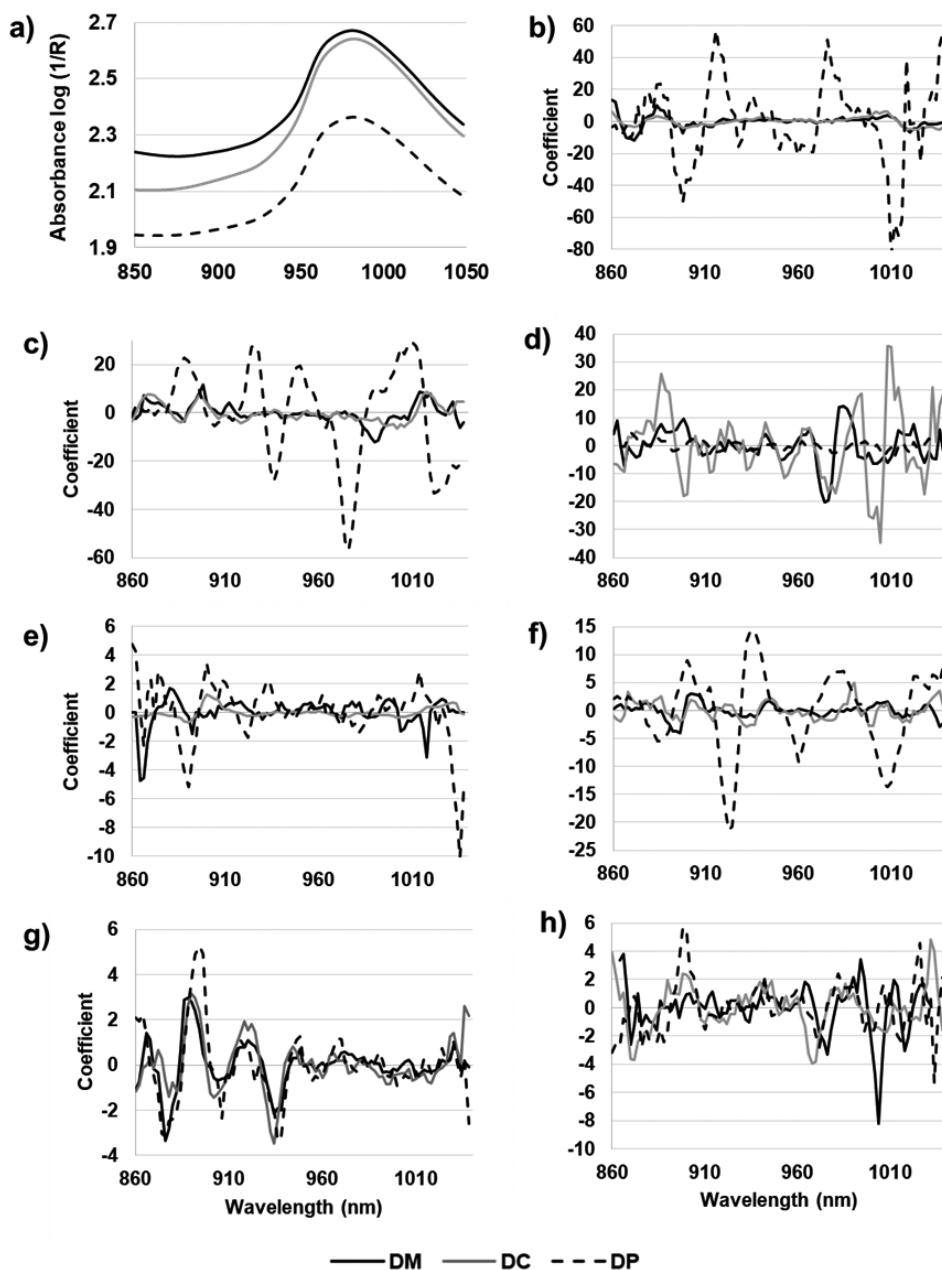 a)
Absorbance log (1/R)
2.7
2.5
2.3
2.1
1.9
850 900 950 1000 1050
b)
Coefficient
60
40
20
0
-20
-40
-60
-80
860 910 960 1010
c)
Coefficient
20
0
-20
-40
-60
860 910 960 1010
d)
40
30
20
10
0
-10
-20
-30
-40
860 910 960 1010
e)
Coefficient
6
4
2
0
-2
-4
-6
-8
-10
860 910 960 1010
f)
15
10
5
0
-5
-10
-15
-20
-25
860 910 960 1010
g)
Coefficient
6
4
2
0
-2
-4
860 910 960 1010
Wavelength (nm)
h)
6
4
2
0
-2
-4
-6
-8
-10
860 910 960 1010
Wavelength (nm)
DM DC DP